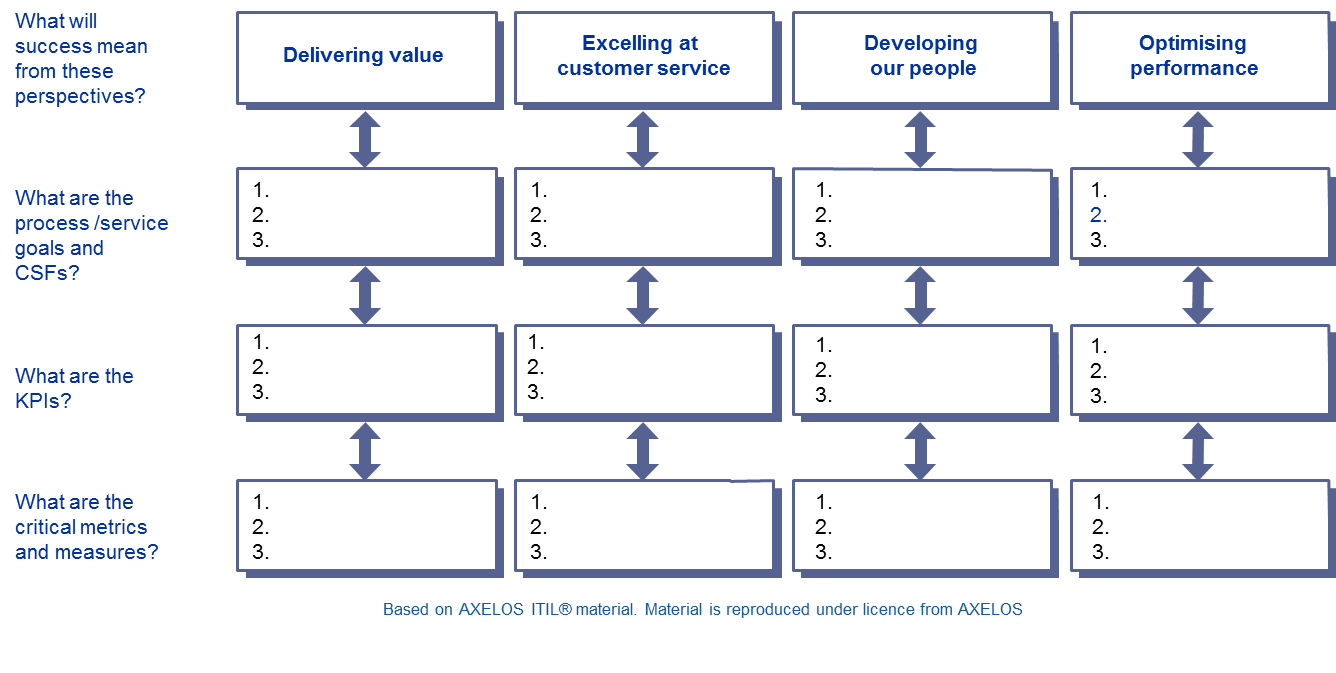 What will
success mean
from these
perspectives?
Delivering value
Excelling at
customer service
Developing
our people
Optimising
performance
What are the
process /service
goals and
CSFs?
1.
2.
3.
1.
2.
3.
1.
2.
3.
1.
2.
3.
What are the
KPIs?
1.
2.
3.
1.
2.
3.
1.
2.
3.
1.
2.
3.
What are the
critical metrics
and measures?
1.
2.
3.
1.
2.
3.
1.
2.
3.
1.
2.
3.
Based on AXELOS ITIL® material. Material is reproduced under licence from AXELOS